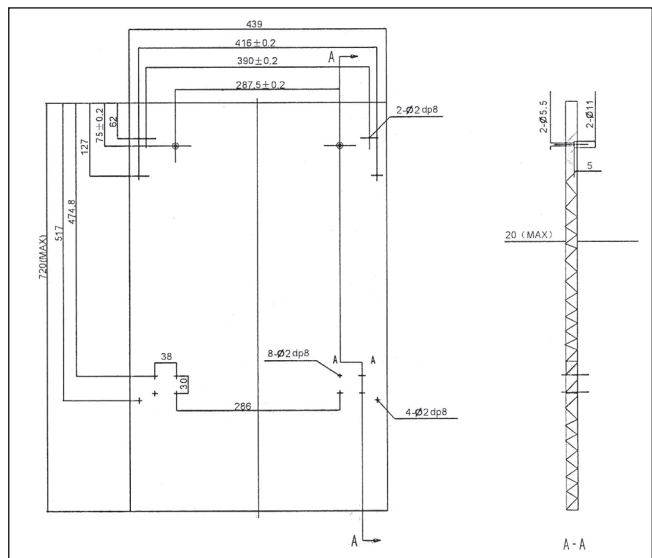 439
416±0.2
A
390±0.2
287.5±0.2
2-Ø2dp8
62
75±0.2
127
474.8
517
720(MAX)
2-Ø5.5
2-Ø11
5
20 (MAX)
38
8-Ø2dp8
A
A
30
286
4-Ø2dp8
A
A-A